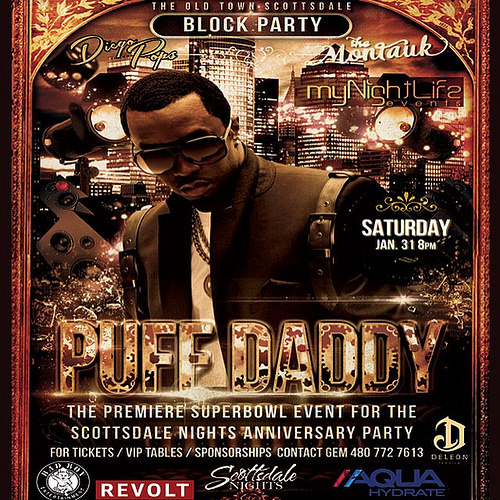 THE OLD TOWN SCOTTSDALE
BLOCK PARTY
Diego Pops
the Montauk
myNightLife
events
SATURDAY
JAN. 31 8PM
PUFF DADDY
THE PREMIERE SUPERBOWL EVENT FOR THE
SCOTTSDALE NIGHTS ANNIVERSARY PARTY
FOR TICKETS / VIP TABLES / SPONSORSHIPS CONTACT GEM 480 772 7613
DELEON
BAD BOY
REVOLT
Scottsdale
NIGHTS
AQUA
HYDRATE